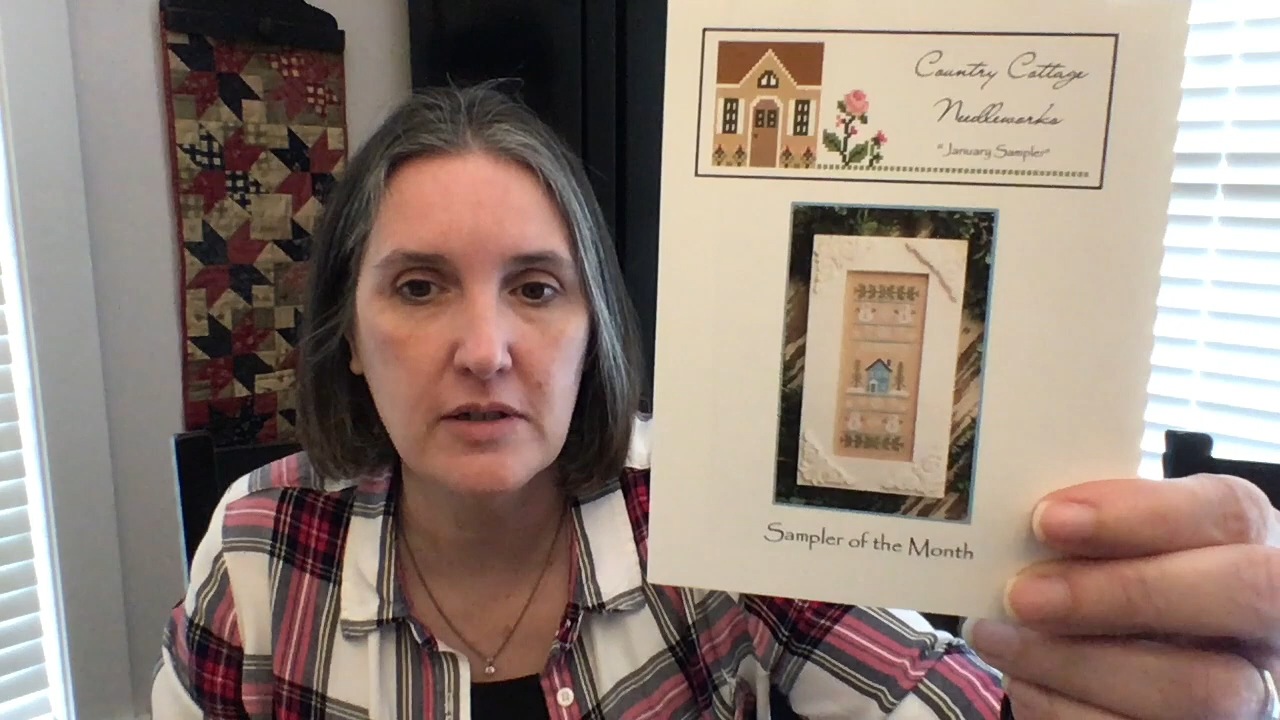 Country Cottage
Needleworks
"January Sampler"
Sampler of the Month